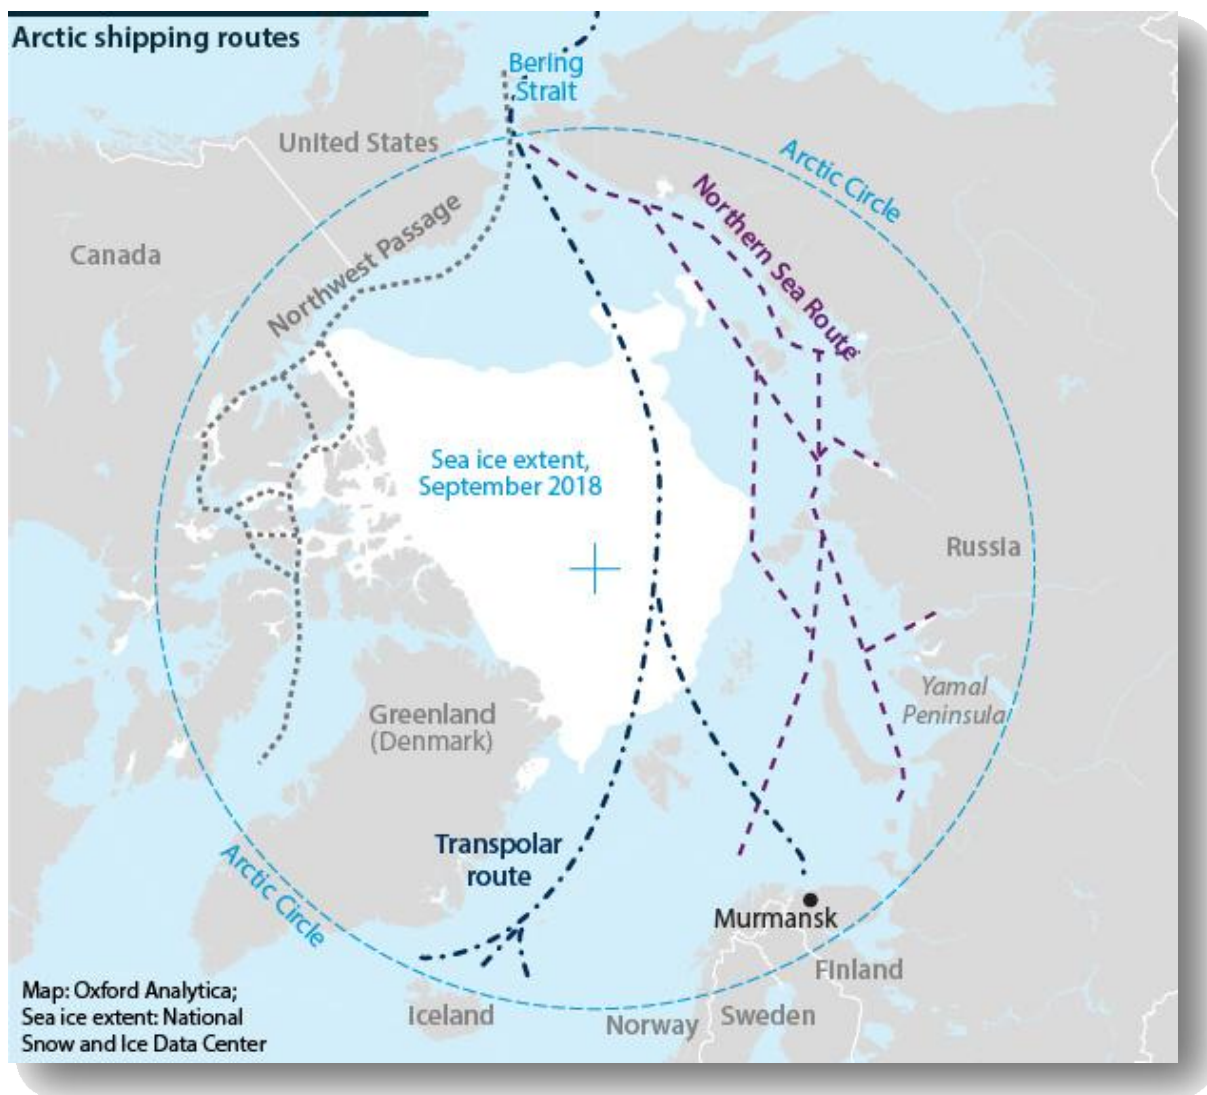 Arctic shipping routes
Bering
Strait
United States
Arctic Circle
Canada
Northwest Passage
Northern Sea Route
Sea ice extent,
September 2018
Russia
Yamal
Peninsula
Greenland
(Denmark)
Transpolar
route
Arctic Circle
Murmansk
Finland
Iceland
Norway
Sweden
Map: Oxford Analytica;
Sea ice extent: National
Snow and Ice Data Center